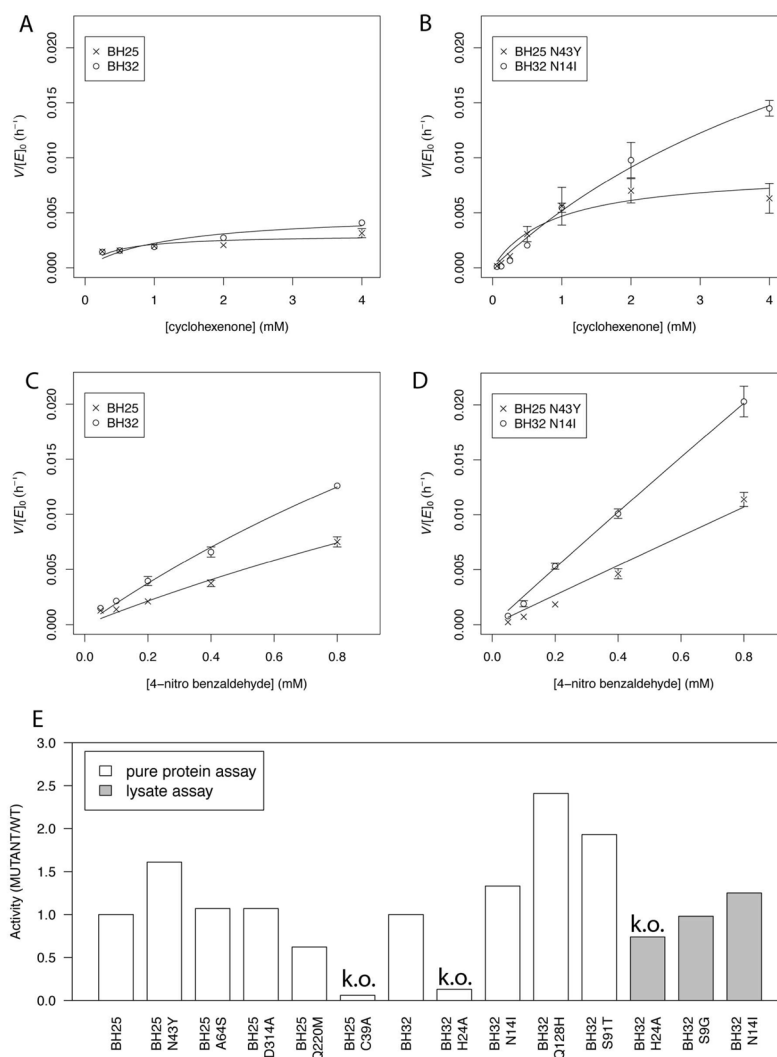 A
BH25
BH32
V/[E]₀ (h⁻¹)
0.020
0.015
0.010
0.005
0.000
0 1 2 3 4
[cyclohexenone] (mM)
B
BH25 N43Y
BH32 N14I
V/[E]₀ (h⁻¹)
0.020
0.015
0.010
0.005
0.000
0 1 2 3 4
[cyclohexenone] (mM)
C
BH25
BH32
V/[E]₀ (h⁻¹)
0.020
0.015
0.010
0.005
0.000
0.0 0.2 0.4 0.6 0.8
[4−nitro benzaldehyde] (mM)
D
BH25 N43Y
BH32 N14I
V/[E]₀ (h⁻¹)
0.020
0.015
0.010
0.005
0.000
0.0 0.2 0.4 0.6 0.8
[4−nitro benzaldehyde] (mM)
E
pure protein assay
lysate assay
Activity (MUTANT/WT)
3.0
2.5
2.0
1.5
1.0
0.5
0.0
k.o.
k.o.
k.o.
BH25
BH25
N43Y
BH25
A64S
BH25
D314A
BH25
Q220M
BH25
C39A
BH32
BH32
H24A
BH32
N14I
BH32
Q128H
BH32
S91T
BH32
H24A
BH32
S9G
BH32
N14I